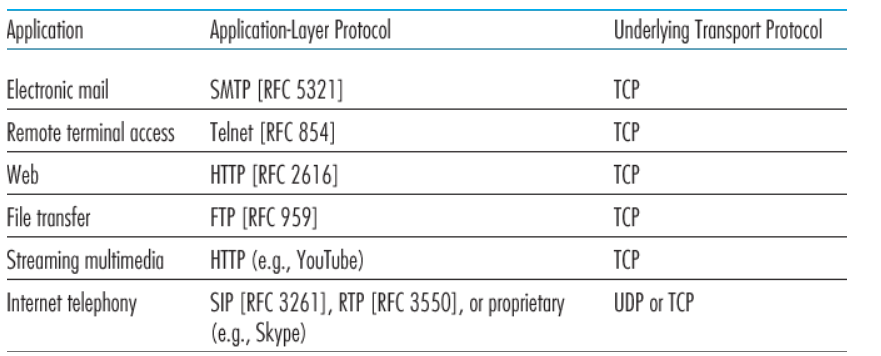 Application Application-Layer Protocol Underlying Transport Protocol
Electronic mail SMTP [RFC 5321] TCP
Remote terminal access Telnet [RFC 854] TCP
Web HTTP [RFC 2616] TCP
File transfer FTP [RFC 959] TCP
Streaming multimedia HTTP (e.g., YouTube) TCP
Internet telephony SIP [RFC 3261], RTP [RFC 3550], or proprietary UDP or TCP
(e.g., Skype)